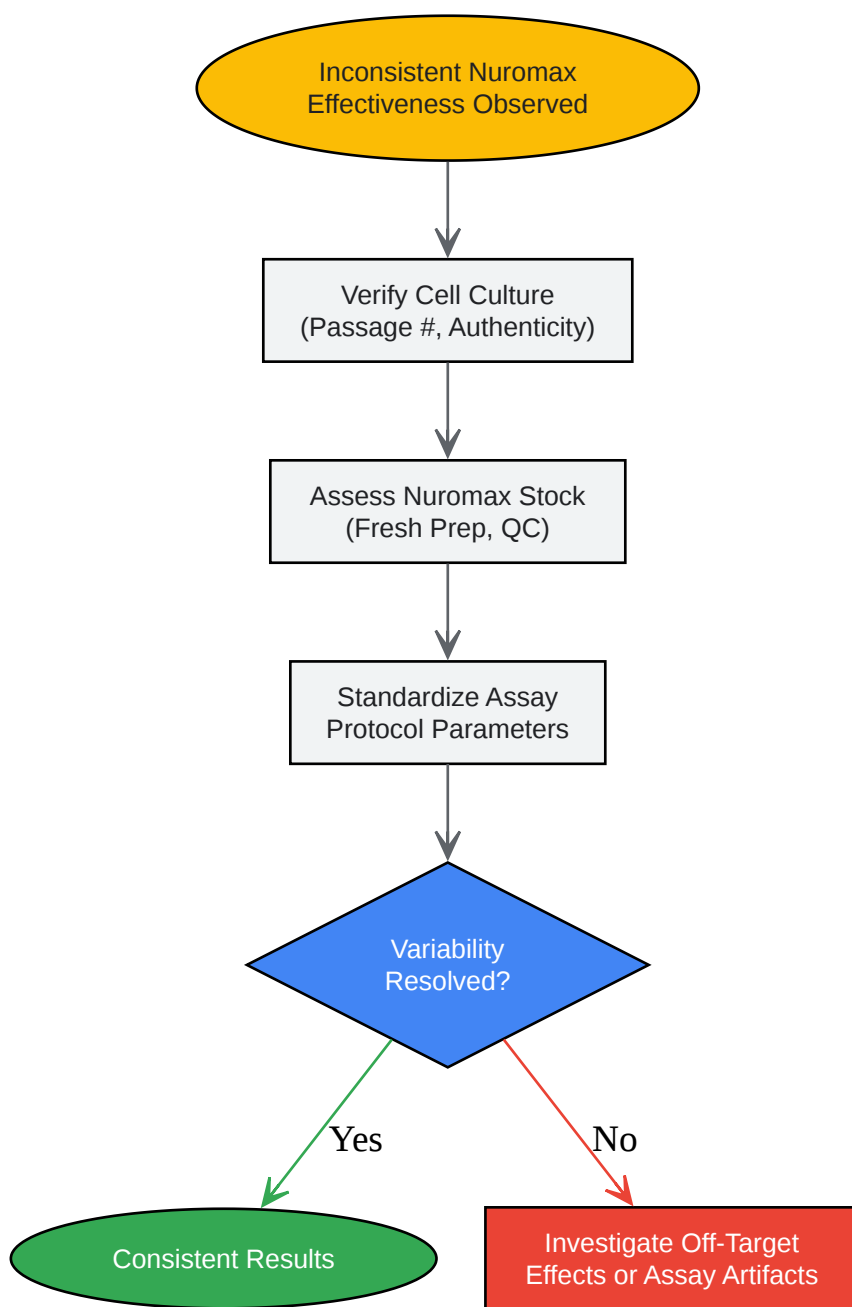 Inconsistent Nuromax
Effectiveness Observed
Verify Cell Culture
(Passage #, Authenticity)
Assess Nuromax Stock
(Fresh Prep, QC)
Standardize Assay
Protocol Parameters
Variability
Resolved?
Yes
No
Consistent Results
Investigate Off-Target
Effects or Assay Artifacts